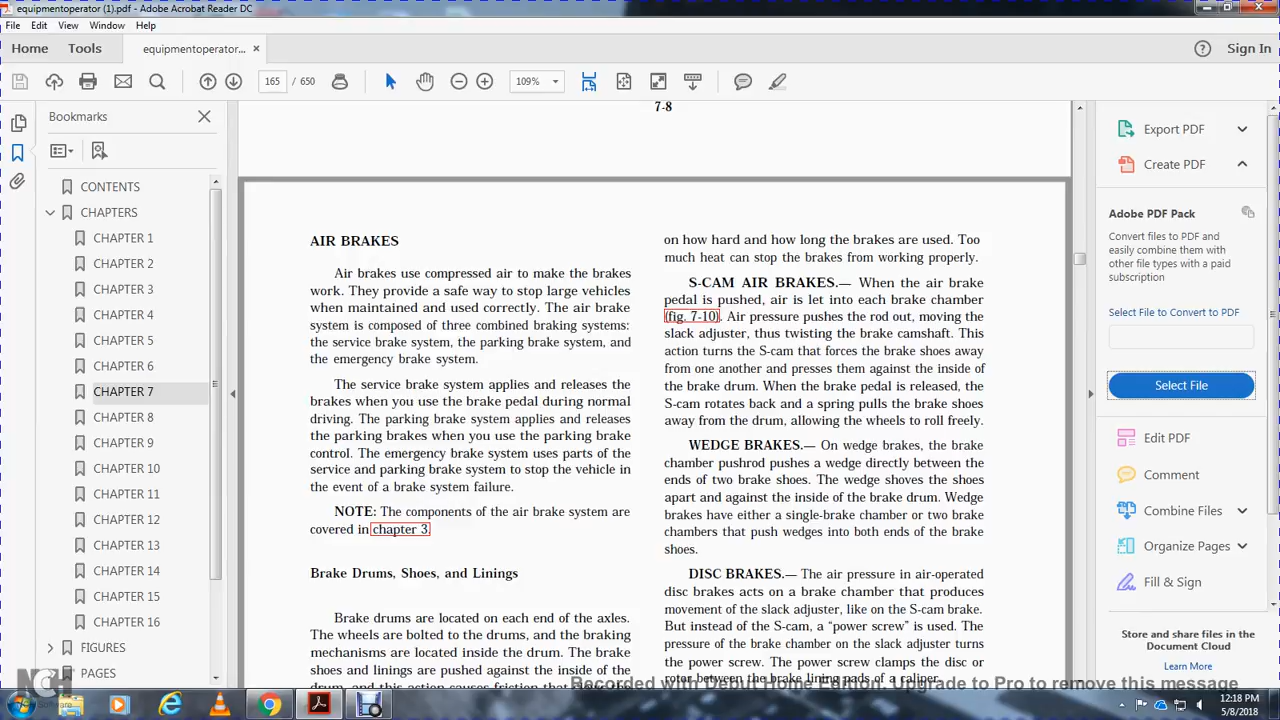 equipmentoperator (1).pdf - Adobe Acrobat Reader DC
File Edit View Window Help
Home Tools equipmentoperator... × Sign In
165 / 650 109%
Bookmarks
CONTENTS
CHAPTERS
CHAPTER 1
CHAPTER 2
CHAPTER 3
CHAPTER 4
CHAPTER 5
CHAPTER 6
CHAPTER 7
CHAPTER 8
CHAPTER 9
CHAPTER 10
CHAPTER 11
CHAPTER 12
CHAPTER 13
CHAPTER 14
CHAPTER 15
CHAPTER 16
FIGURES
PAGES
7-8
AIR BRAKES
Air brakes use compressed air to make the brakes
work. They provide a safe way to stop large vehicles
when maintained and used correctly. The air brake
system is composed of three combined braking systems:
the service brake system, the parking brake system, and
the emergency brake system.
The service brake system applies and releases the
brakes when you use the brake pedal during normal
driving. The parking brake system applies and releases
the parking brakes when you use the parking brake
control. The emergency brake system uses parts of the
service and parking brake system to stop the vehicle in
the event of a brake system failure.
NOTE: The components of the air brake system are
covered in chapter 3
Brake Drums, Shoes, and Linings
Brake drums are located on each end of the axles.
The wheels are bolted to the drums, and the braking
mechanisms are located inside the drum. The brake
shoes and linings are pushed against the inside of the
drum, and this action causes friction that
on how hard and how long the brakes are used. Too
much heat can stop the brakes from working properly.
S-CAM AIR BRAKES.— When the air brake
pedal is pushed, air is let into each brake chamber
(fig. 7-10). Air pressure pushes the rod out, moving the
slack adjuster, thus twisting the brake camshaft. This
action turns the S-cam that forces the brake shoes away
from one another and presses them against the inside of
the brake drum. When the brake pedal is released, the
S-cam rotates back and a spring pulls the brake shoes
away from the drum, allowing the wheels to roll freely.
WEDGE BRAKES.— On wedge brakes, the brake
chamber pushrod pushes a wedge directly between the
ends of two brake shoes. The wedge shoves the shoes
apart and against the inside of the brake drum. Wedge
brakes have either a single-brake chamber or two brake
chambers that push wedges into both ends of the brake
shoes.
DISC BRAKES.— The air pressure in air-operated
disc brakes acts on a brake chamber that produces
movement of the slack adjuster, like on the S-cam brake.
But instead of the S-cam, a “power screw” is used. The
pressure of the brake chamber on the slack adjuster turns
the power screw. The power screw clamps the disc or
rotor between the brake lining pads of a caliper.
Export PDF
Create PDF
Adobe PDF Pack
Convert files to PDF and
easily combine them with
other file types with a paid
subscription
Select File to Convert to PDF
Select File
Edit PDF
Comment
Combine Files
Organize Pages
Fill & Sign
Store and share files in the
Document Cloud
Learn More
NCH Software
Recorded with Debut Home Edition. Upgrade to Pro to remove this message
12:18 PM
5/8/2018